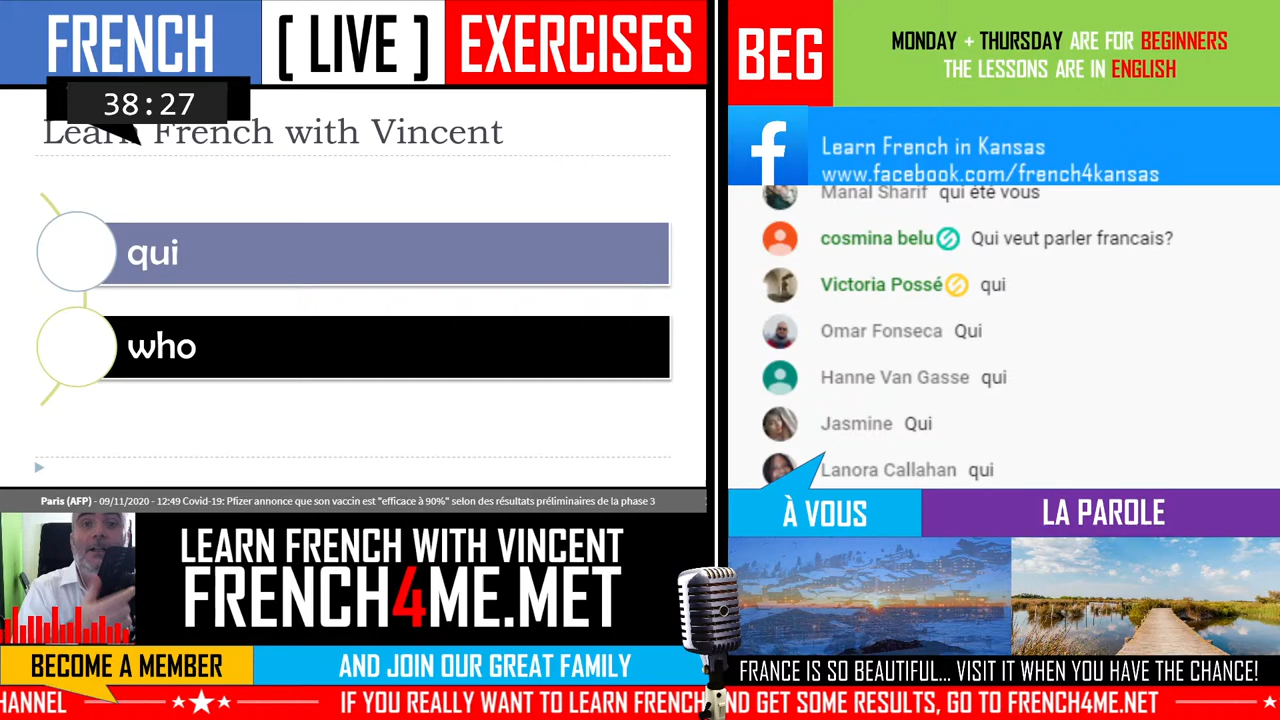 FRENCH
[ LIVE ]
EXERCISES
38:27
Learn French with Vincent
qui
who
Paris (AFP) - 09/11/2020 - 12:49 Covid-19: Pfizer annonce que son vaccin est "efficace à 90%" selon des résultats préliminaires de la phase 3
LEARN FRENCH WITH VINCENT
FRENCH4ME.MET
BECOME A MEMBER
AND JOIN OUR GREAT FAMILY
BEG
MONDAY + THURSDAY ARE FOR BEGINNERS
THE LESSONS ARE IN ENGLISH
f
Learn French in Kansas
www.facebook.com/french4kansas
Manal Sharif qui été vous
cosmina belu Qui veut parler francais?
Victoria Possé qui
Omar Fonseca Qui
Hanne Van Gasse qui
Jasmine Qui
Lanora Callahan qui
À VOUS
LA PAROLE
FRANCE IS SO BEAUTIFUL... VISIT IT WHEN YOU HAVE THE CHANCE!
HANNEL
IF YOU REALLY WANT TO LEARN FRENCH AND GET SOME RESULTS, GO TO FRENCH4ME.NET